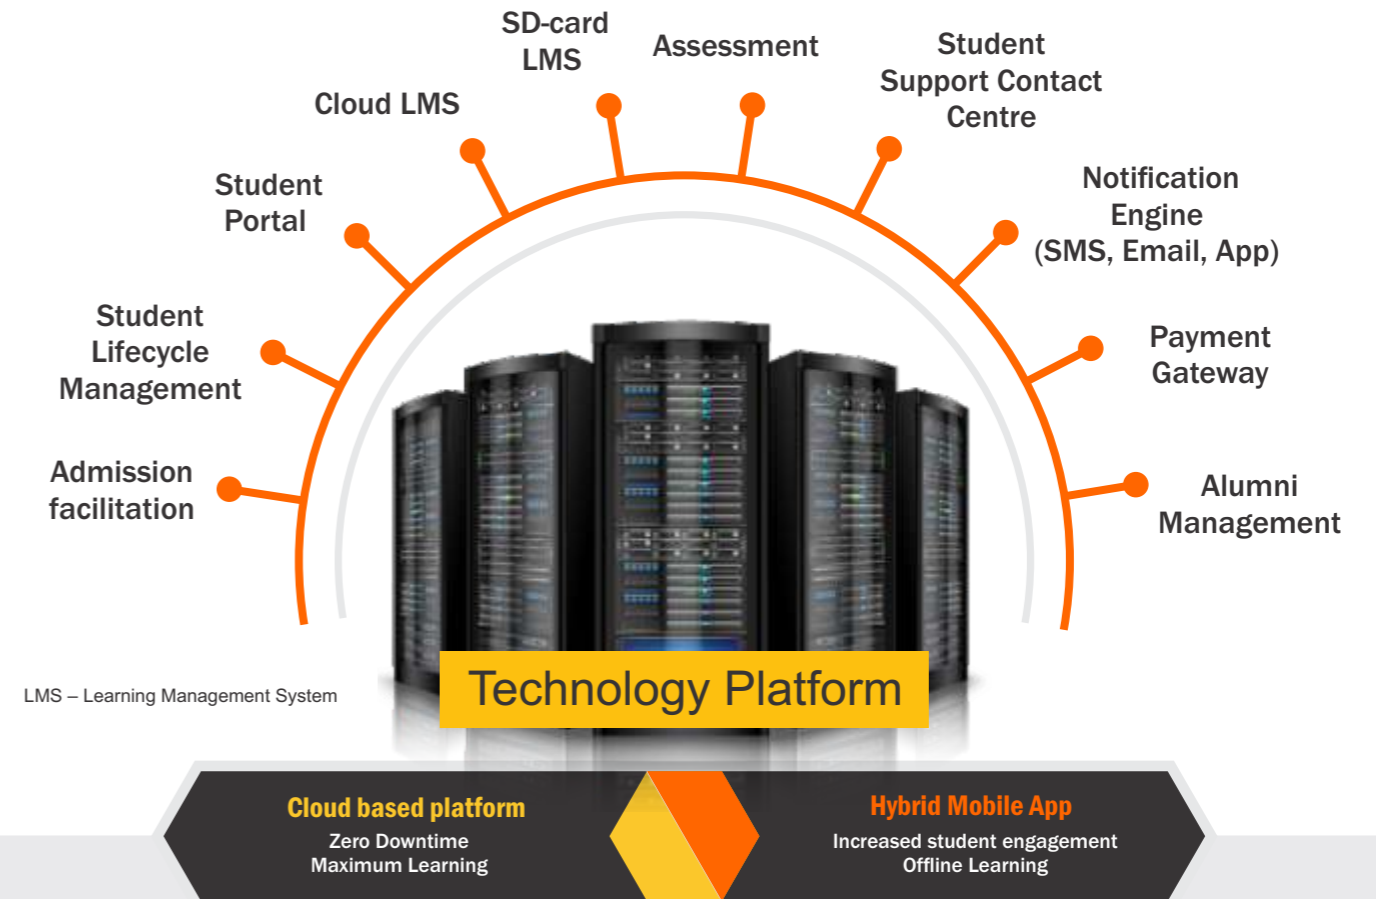 SD-card
LMS
Assessment
Student
Support Contact
Centre
Cloud LMS
Student
Portal
Notification
Engine
(SMS, Email, App)
Student
Lifecycle
Management
Payment
Gateway
Admission
facilitation
Alumni
Management
Technology Platform
LMS – Learning Management System
Cloud based platform
Zero Downtime
Maximum Learning
Hybrid Mobile App
Increased student engagement
Offline Learning